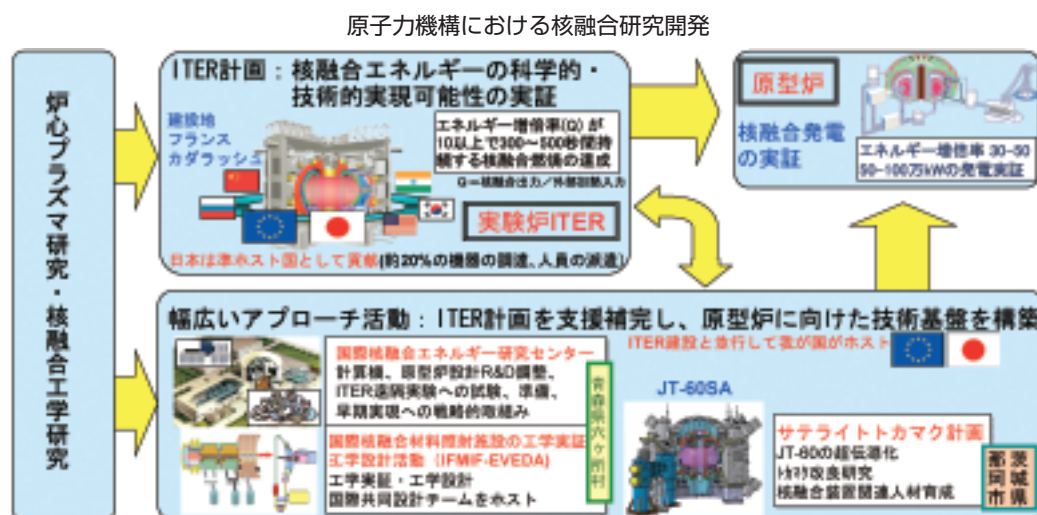 原子力機構における核融合研究開発
炉心プラズマ研究・核融合工学研究
ITER計画:核融合エネルギーの科学的・
技術的実現可能性の実証
建設地
フランス
カダラッシュ
エネルギー増倍率(Q)が
10以上で300~500秒間持
続する核融合燃焼の達成
Q=核融合出力/外部加熱入力
実験炉ITER
日本は準ホスト国として貢献(約20%の機器の調達、人員の派遣)
原型炉
核融合発電
の実証
エネルギー増倍率 30-50
50-100万kWの発電実証
幅広いアプローチ活動:ITER計画を支援補完し、原型炉に向けた技術基盤を構築
ITER建設と並行して我が国がホスト
国際核融合エネルギー研究センター
計算機、原型炉設計R&D調整、
ITER遠隔実験への試験、準備、
早期実現への戦略的取組み
国際核融合材料照射施設の工学実証
工学設計活動(IFMIF-EVEDA)
工学実証・工学設計
国際共同設計チームをホスト
青森県六ヶ所村
JT-60SA
サテライトトカマク計画
JT-60の超伝導化
トカマク改良研究
核融合装置関連人材育成
茨城県
那珂市